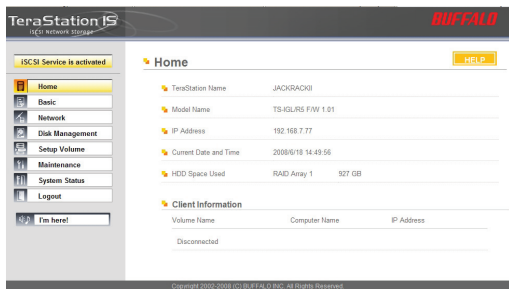 TeraStation IS
iSCSI Network Storage
BUFFALO
iSCSI Service is activated
Home
Basic
Network
Disk Management
Setup Volume
Maintenance
System Status
Logout
I'm here!
Home
HELP
TeraStation Name JACKRACKII
Model Name TS-IGL/R5 F/W 1.01
IP Address 192.168.7.77
Current Date and Time 2008/6/18 14:49:56
HDD Space Used RAID Array 1 927 GB
Client Information
Volume Name Computer Name IP Address
Disconnected
Copyright 2002-2008 (C) BUFFALO INC. All Rights Reserved.